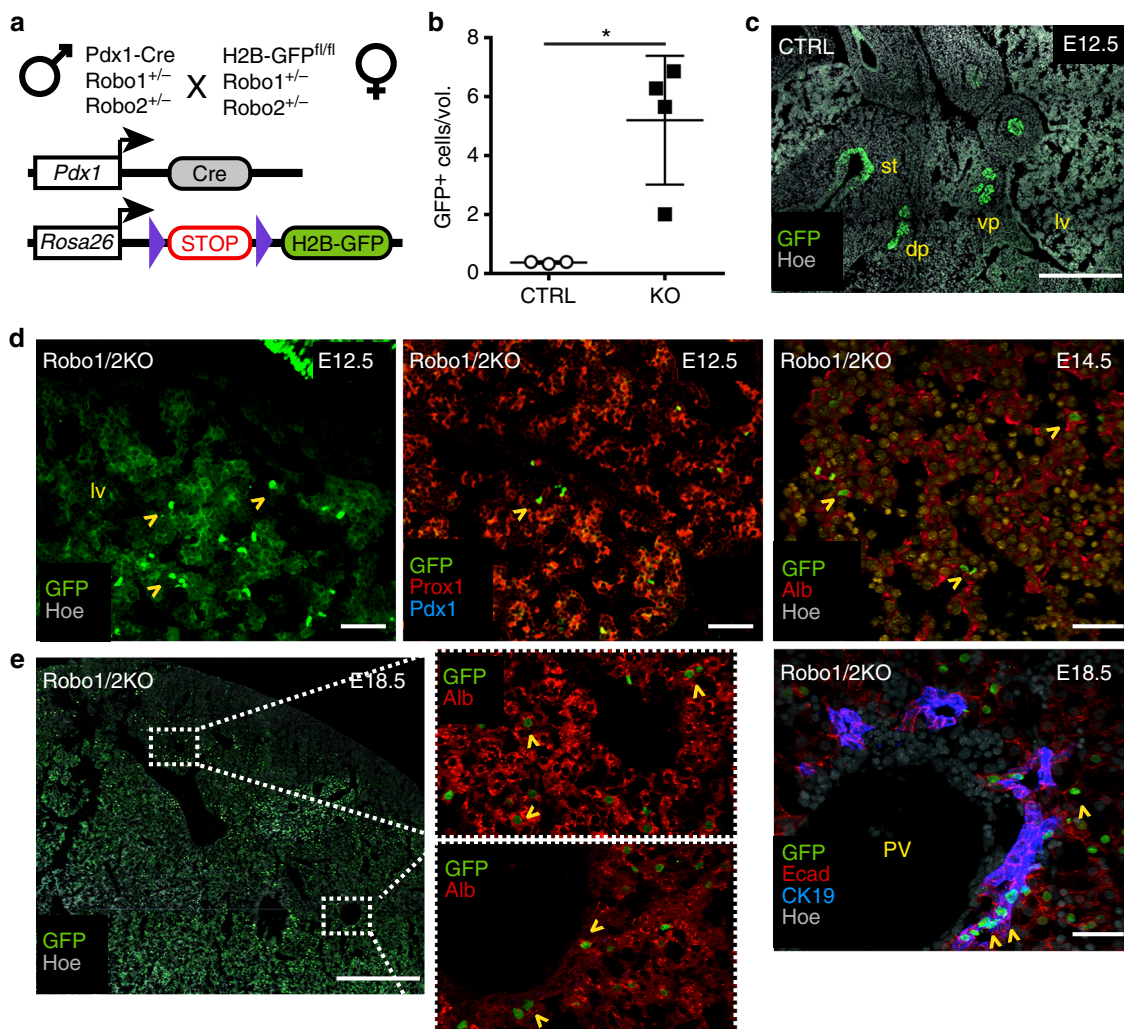 a
Pdx1-Cre
Robo1+/–
Robo2+/–
X
H2B-GFPfl/fl
Robo1+/–
Robo2+/–
Pdx1
Cre
Rosa26
STOP
H2B-GFP
b
*
GFP+ cells/vol.
8
6
4
2
0
CTRL
KO
c
CTRL
E12.5
st
vp
lv
dp
GFP
Hoe
d
Robo1/2KO
E12.5
lv
GFP
Hoe
Robo1/2KO
E12.5
GFP
Prox1
Pdx1
Robo1/2KO
E14.5
GFP
Alb
Hoe
e
Robo1/2KO
E18.5
GFP
Hoe
GFP
Alb
GFP
Alb
Robo1/2KO
E18.5
PV
GFP
Ecad
CK19
Hoe